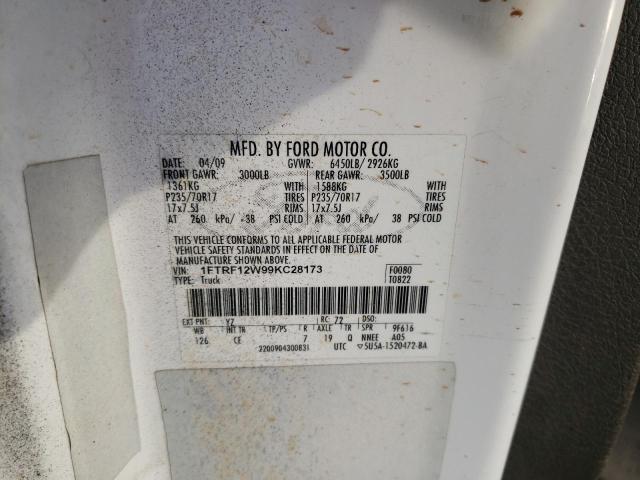 MFD. BY FORD MOTOR CO.
DATE: 04/09 GVWR: 6450LB/ 2926KG
FRONT GAWR: 3000LB REAR GAWR: 3500LB
1361KG WITH 1588KG WITH
P235/70R17 TIRES P235/70R17 TIRES
17x7.5J RIMS 17x7.5J RIMS
AT 260 kPa/ 38 PSI COLD AT 260 kPa/ 38 PSI COLD
THIS VEHICLE CONFORMS TO ALL APPLICABLE FEDERAL MOTOR
VEHICLE SAFETY STANDARDS IN EFFECT ON THE DATE OF
MANUFACTURE SHOWN ABOVE.
VIN: 1FTRF12W99KC28173 F0080
TYPE: Truck T0822
EXT PNT: YZ RC: 72 DSO:
WB INT TR TP/PS R AXLE TR SPR 9F616
126 CE 7 19 Q NNEE A05
2200904300831 UTC ▽5U5A-1520472-BA